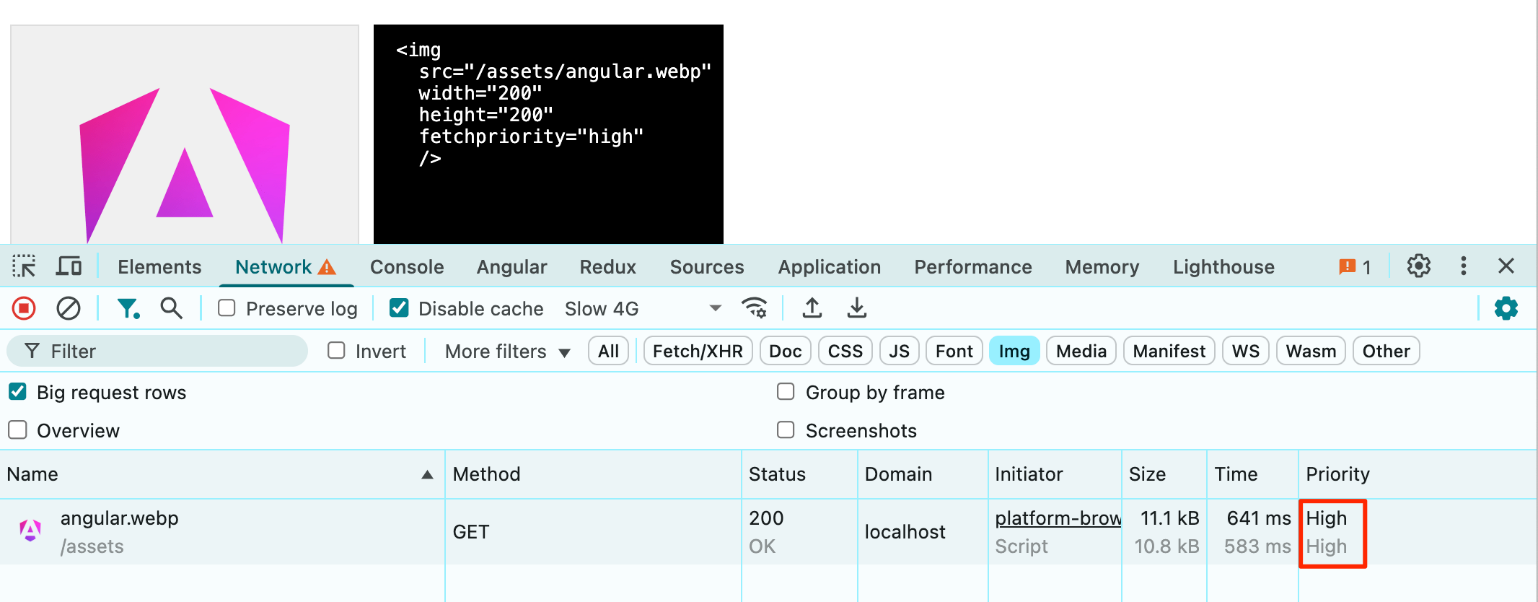 <img
src="/assets/angular.webp"
width="200"
height="200"
fetchpriority="high"
/>
Elements Network Console Angular Redux Sources Application Performance Memory Lighthouse 1
Preserve log Disable cache Slow 4G
Filter Invert More filters All Fetch/XHR Doc CSS JS Font Img Media Manifest WS Wasm Other
Big request rows Group by frame
Overview Screenshots
Name Method Status Domain Initiator Size Time Priority
angular.webp GET 200 localhost platform-brow 11.1 kB 641 ms High
/assets OK Script 10.8 kB 583 ms High